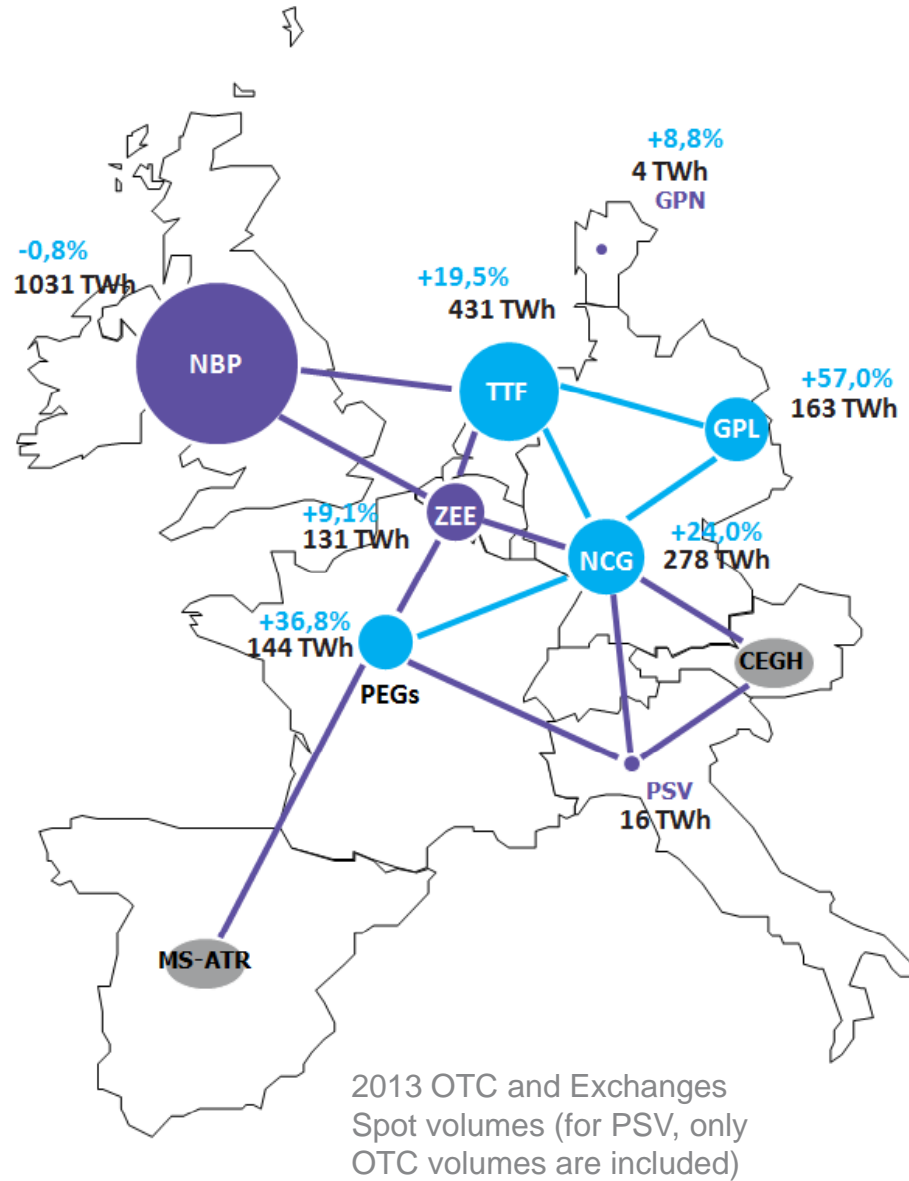 +8,8%
4 TWh
GPN
-0,8%
1031 TWh
NBP
+19,5%
431 TWh
TTF
+57,0%
163 TWh
GPL
ZEE
+9,1%
131 TWh
NCG
+24,0%
278 TWh
+36,8%
144 TWh
PEGs
CEGH
PSV
16 TWh
MS-ATR
2013 OTC and Exchanges
Spot volumes (for PSV, only
OTC volumes are included)